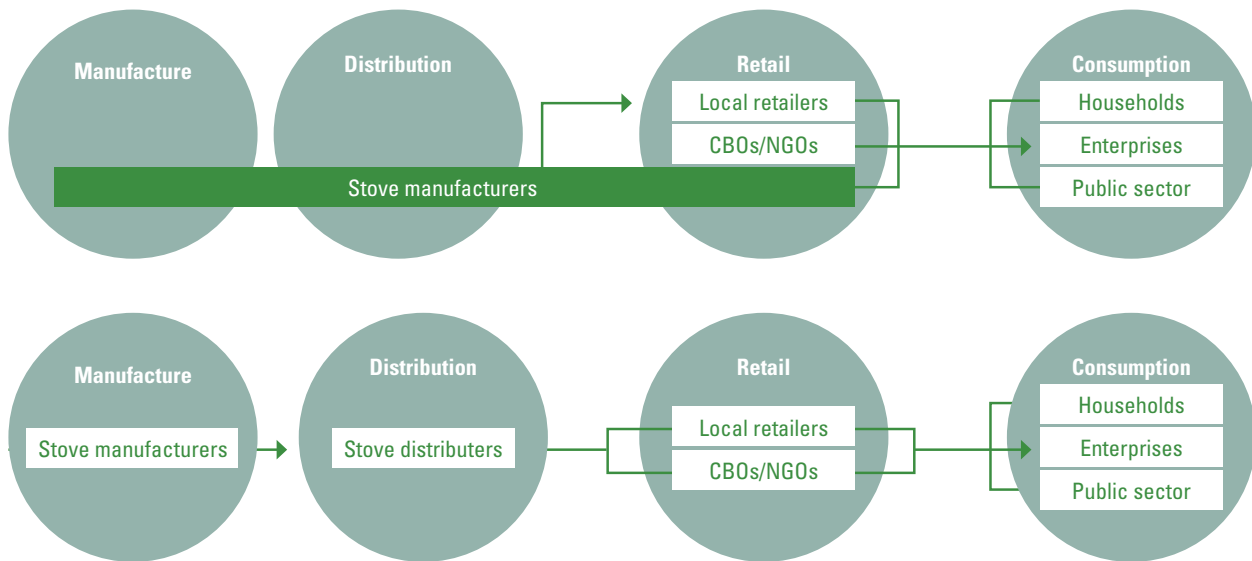 Manufacture
Distribution
Retail
Consumption
Local retailers
Households
CBOs/NGOs
Enterprises
Stove manufacturers
Public sector
Manufacture
Distribution
Retail
Consumption
Stove manufacturers
Stove distributers
Local retailers
CBOs/NGOs
Households
Enterprises
Public sector